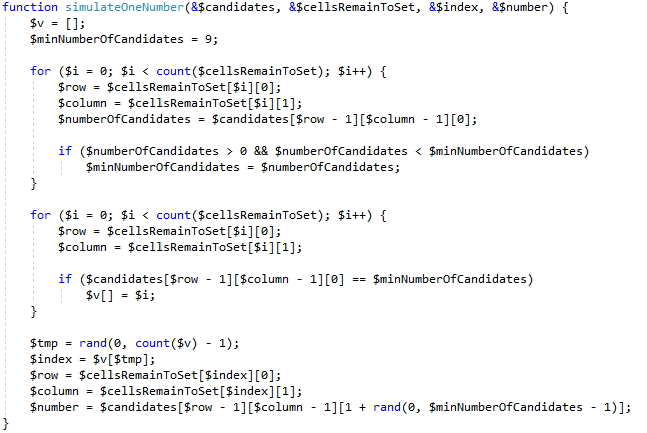 function simulateOneNumber(&$candidates, &$cellsRemainToSet, &$index, &$number) {
    $v = [];
    $minNumberOfCandidates = 9;

    for ($i = 0; $i < count($cellsRemainToSet); $i++) {
        $row = $cellsRemainToSet[$i][0];
        $column = $cellsRemainToSet[$i][1];
        $numberOfCandidates = $candidates[$row - 1][$column - 1][0];

        if ($numberOfCandidates > 0 && $numberOfCandidates < $minNumberOfCandidates)
            $minNumberOfCandidates = $numberOfCandidates;
    }

    for ($i = 0; $i < count($cellsRemainToSet); $i++) {
        $row = $cellsRemainToSet[$i][0];
        $column = $cellsRemainToSet[$i][1];

        if ($candidates[$row - 1][$column - 1][0] == $minNumberOfCandidates)
            $v[] = $i;
    }

    $tmp = rand(0, count($v) - 1);
    $index = $v[$tmp];
    $row = $cellsRemainToSet[$index][0];
    $column = $cellsRemainToSet[$index][1];
    $number = $candidates[$row - 1][$column - 1][1 + rand(0, $minNumberOfCandidates - 1)];
}